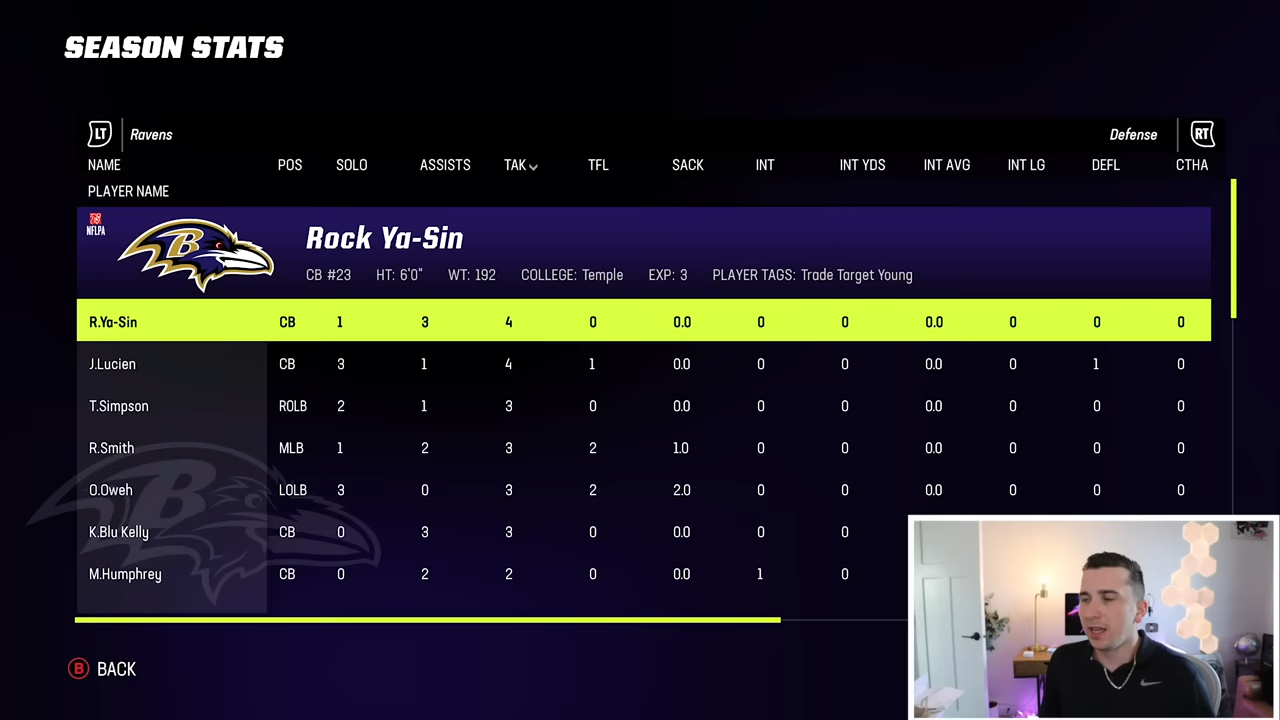 SEASON STATS
LT Ravens Defense RT
NAME POS SOLO ASSISTS TAK TFL SACK INT INT YDS INT AVG INT LG DEFL CTHA
PLAYER NAME
NFLPA
Rock Ya-Sin
CB #23 HT: 6'0" WT: 192 COLLEGE: Temple EXP: 3 PLAYER TAGS: Trade Target Young
R.Ya-Sin CB 1 3 4 0 0.0 0 0 0.0 0 0 0
J.Lucien CB 3 1 4 1 0.0 0 0 0.0 0 1 0
T.Simpson ROLB 2 1 3 0 0.0 0 0 0.0 0 0 0
R.Smith MLB 1 2 3 2 1.0 0 0 0.0 0 0 0
O.Oweh LOLB 3 0 3 2 2.0 0 0 0.0 0 0 0
K.Blu Kelly CB 0 3 3 0 0.0 0 0
M.Humphrey CB 0 2 2 0 0.0 1 0
B BACK